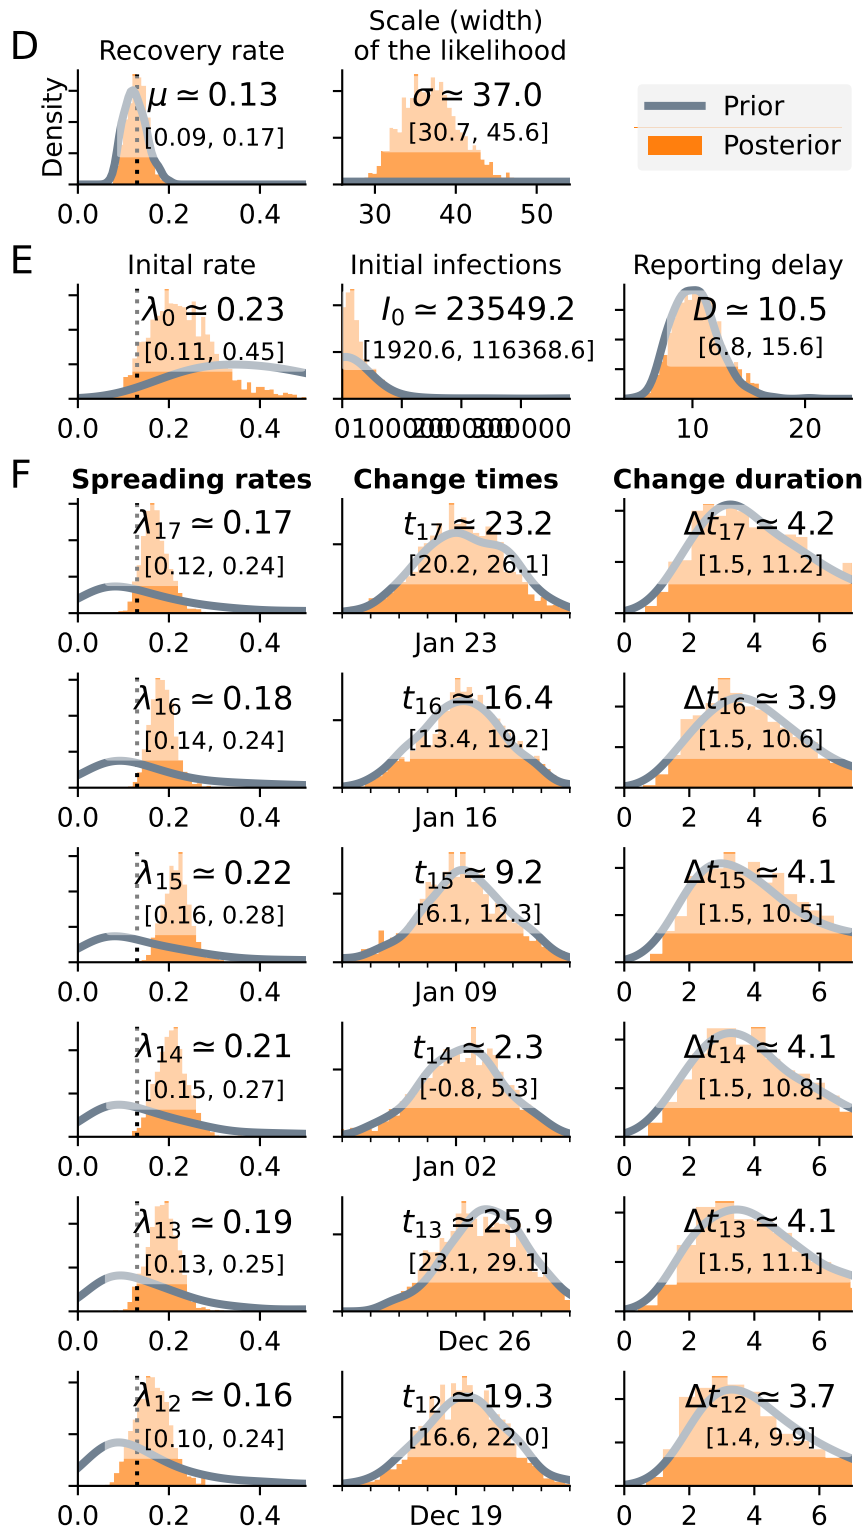 D
Recovery rate
Scale (width)
of the likelihood
Density
μ ≃ 0.13
[0.09, 0.17]
σ ≃ 37.0
[30.7, 45.6]
Prior
Posterior
0.0 0.2 0.4
30 40 50
E
Inital rate
Initial infections
Reporting delay
λ0 ≃ 0.23
[0.11, 0.45]
I0 ≃ 23549.2
[1920.6, 116368.6]
D ≃ 10.5
[6.8, 15.6]
0.0 0.2 0.4
0 100000 200000 300000
10 20
F
Spreading rates
Change times
Change duration
λ17 ≃ 0.17
[0.12, 0.24]
t17 ≃ 23.2
[20.2, 26.1]
Δt17 ≃ 4.2
[1.5, 11.2]
0.0 0.2 0.4
Jan 23
0 2 4 6
λ16 ≃ 0.18
[0.14, 0.24]
t16 ≃ 16.4
[13.4, 19.2]
Δt16 ≃ 3.9
[1.5, 10.6]
0.0 0.2 0.4
Jan 16
0 2 4 6
λ15 ≃ 0.22
[0.16, 0.28]
t15 ≃ 9.2
[6.1, 12.3]
Δt15 ≃ 4.1
[1.5, 10.5]
0.0 0.2 0.4
Jan 09
0 2 4 6
λ14 ≃ 0.21
[0.15, 0.27]
t14 ≃ 2.3
[-0.8, 5.3]
Δt14 ≃ 4.1
[1.5, 10.8]
0.0 0.2 0.4
Jan 02
0 2 4 6
λ13 ≃ 0.19
[0.13, 0.25]
t13 ≃ 25.9
[23.1, 29.1]
Δt13 ≃ 4.1
[1.5, 11.1]
0.0 0.2 0.4
Dec 26
0 2 4 6
λ12 ≃ 0.16
[0.10, 0.24]
t12 ≃ 19.3
[16.6, 22.0]
Δt12 ≃ 3.7
[1.4, 9.9]
0.0 0.2 0.4
Dec 19
0 2 4 6